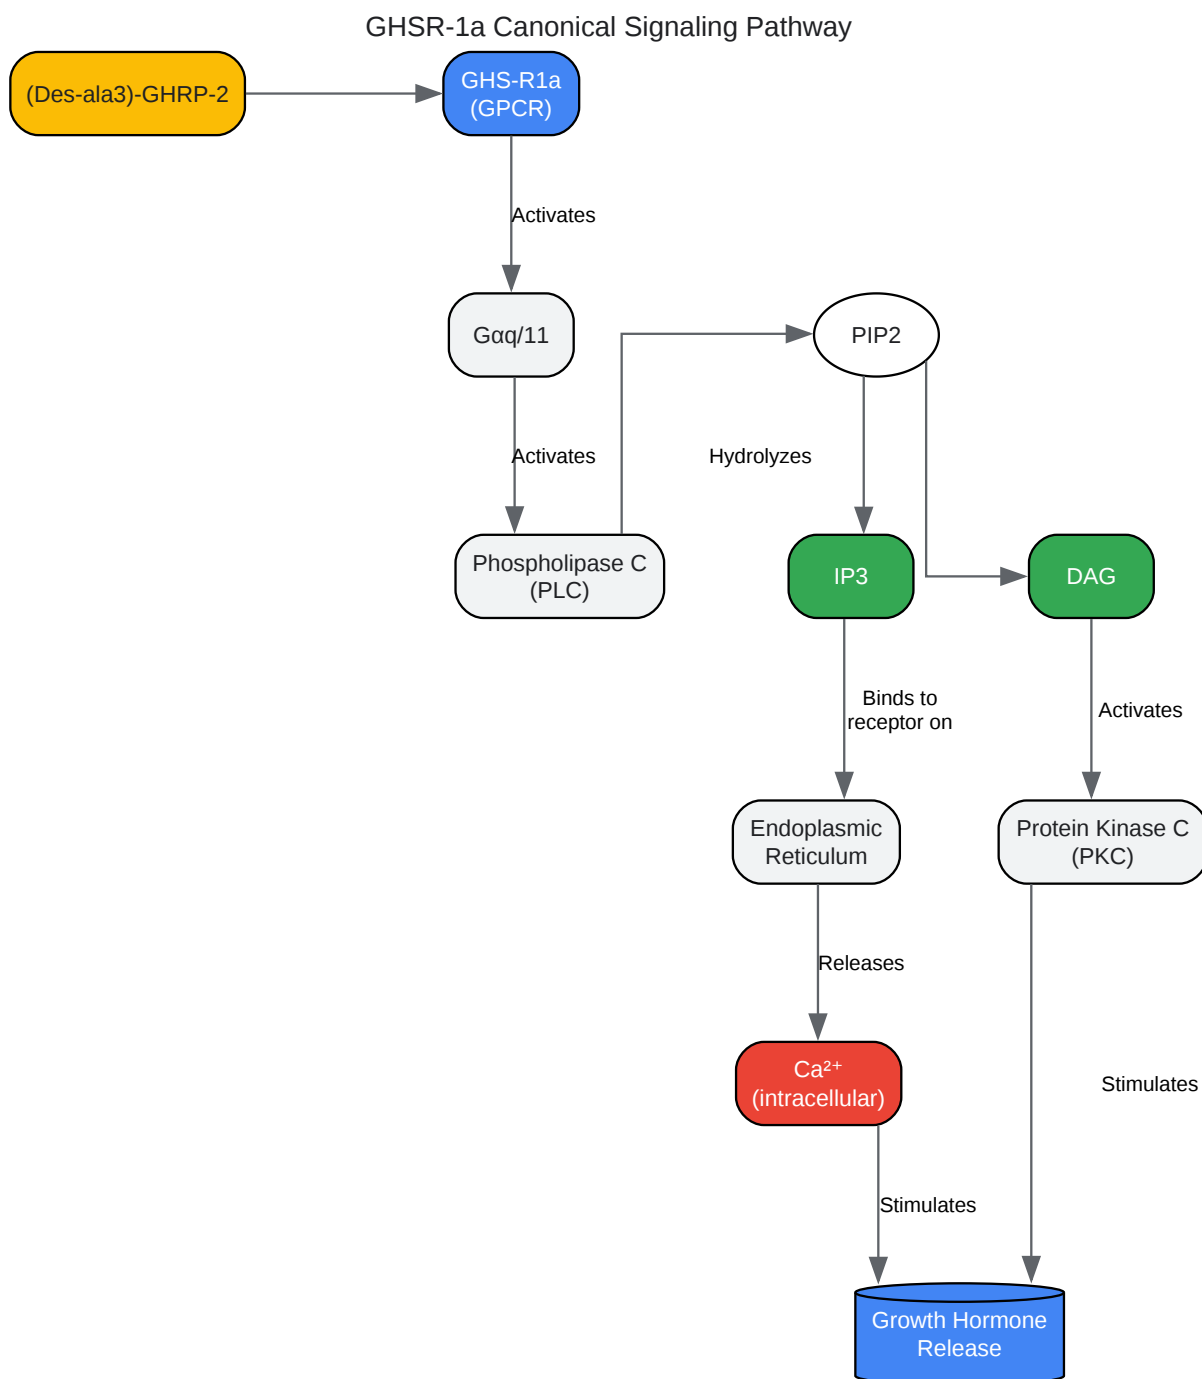 GHSR-1a Canonical Signaling Pathway
(Des-ala3)-GHRP-2
GHS-R1a
(GPCR)
Activates
Gαq/11
PIP2
Activates
Hydrolyzes
Phospholipase C
(PLC)
IP3
DAG
Binds to
receptor on
Activates
Endoplasmic
Reticulum
Protein Kinase C
(PKC)
Releases
Ca²⁺
(intracellular)
Stimulates
Stimulates
Growth Hormone
Release